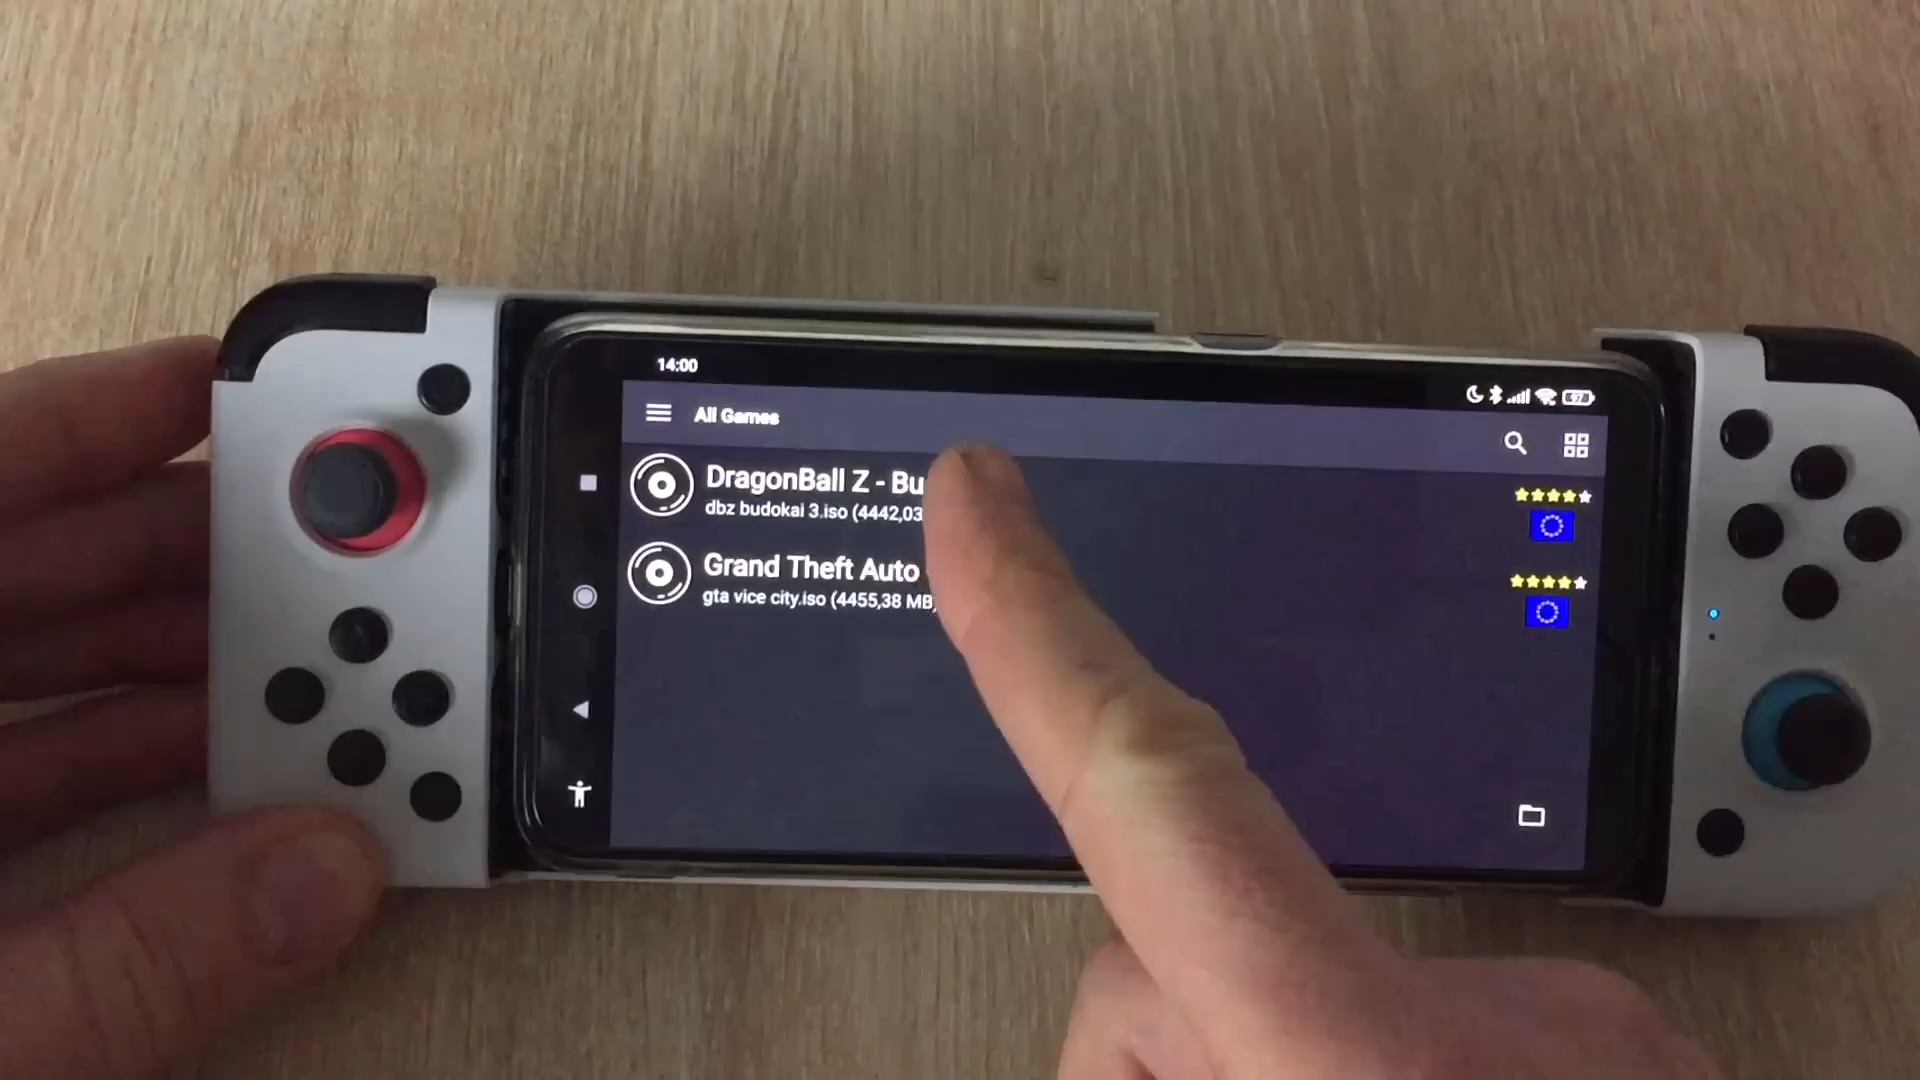 14:00
97
All Games
DragonBall Z - Bu
dbz budokai 3.iso (4442,03
Grand Theft Auto
gta vice city.iso (4455,38 MB)